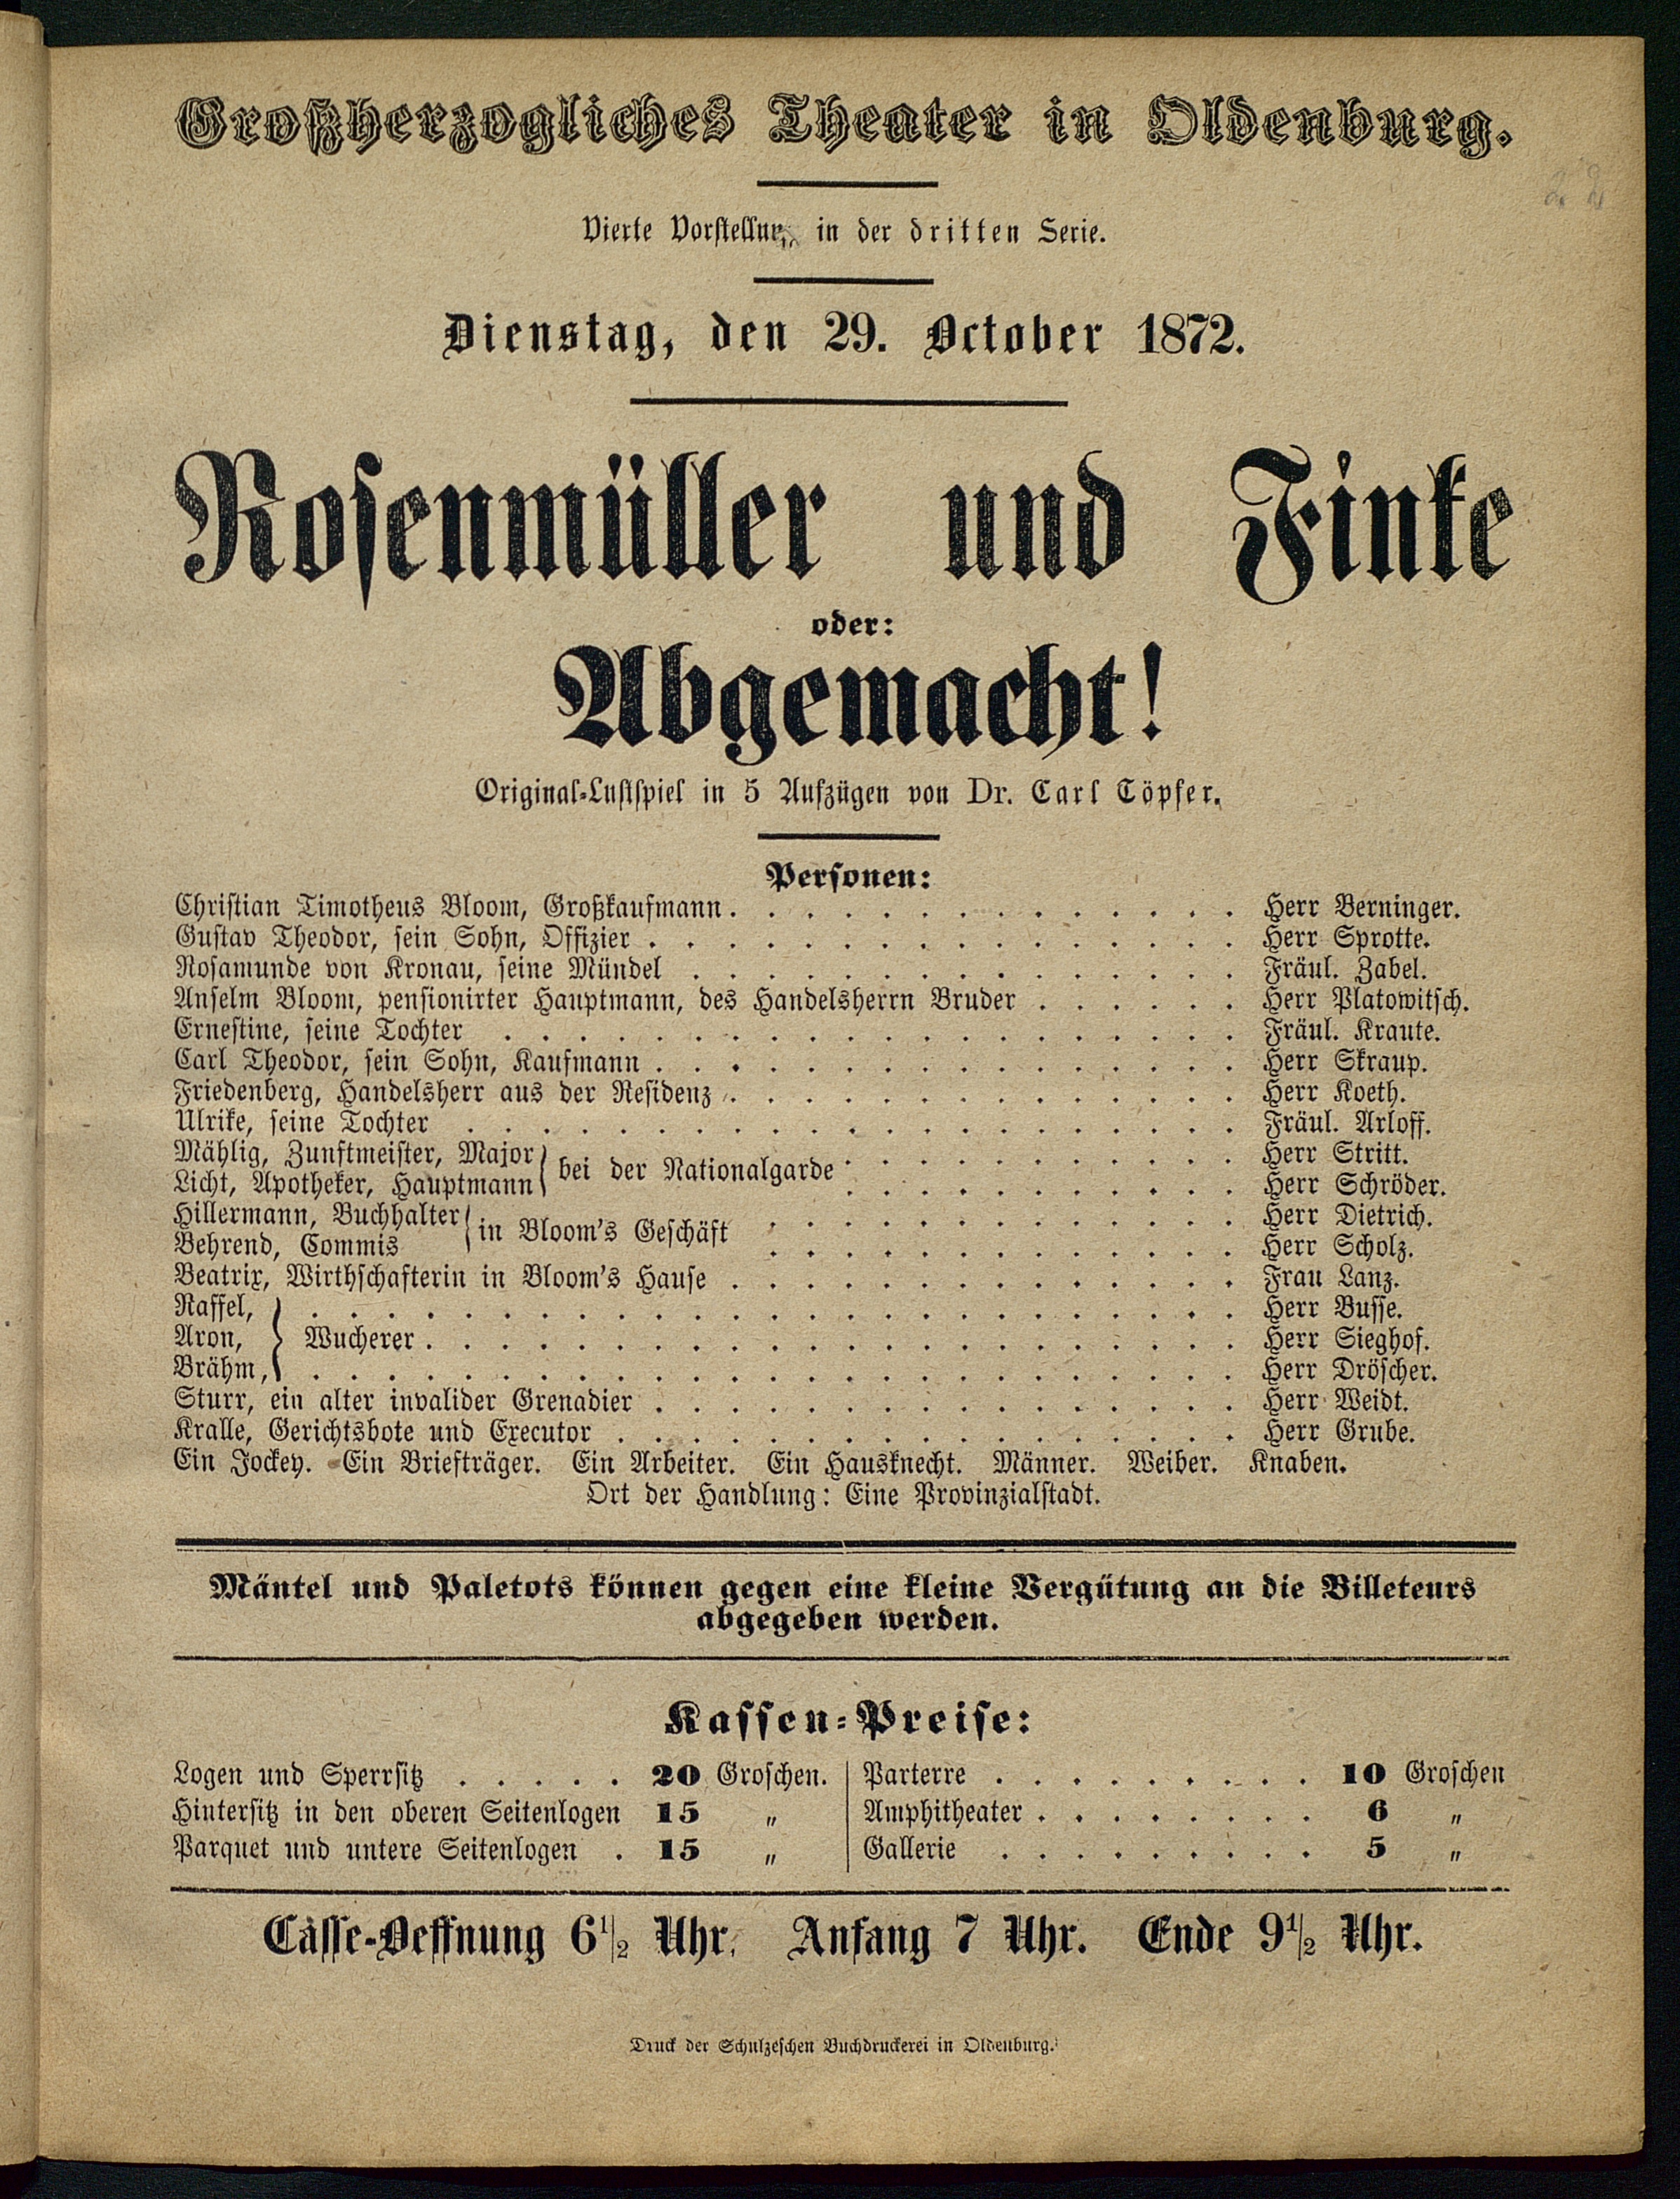 Großherzogliches Theater in Oldenburg.
Vierte Vorstellung in der dritten Serie.
Dienstag, den 29. October 1872.
Rosenmüller und Finke
oder:
Abgemacht!
Original-Lustspiel in 5 Aufzügen von Dr. Carl Töpfer.
Personen:
Christian Timotheus Bloom, Großkaufmann . . . . . . . . . . . . . . Herr Berninger.
Gustav Theodor, sein Sohn, Offizier . . . . . . . . . . . . . . . . Herr Sprotte.
Rosamunde von Kronau, seine Mündel . . . . . . . . . . . . . . . Fräul. Zabel.
Anselm Bloom, pensionirter Hauptmann, des Handelsherrn Bruder . . . . . . Herr Platowitsch.
Ernestine, seine Tochter . . . . . . . . . . . . . . . . . . . . Fräul. Kraute.
Carl Theodor, sein Sohn, Kaufmann . . . . . . . . . . . . . . . . Herr Skraup.
Friedenberg, Handelsherr aus der Residenz . . . . . . . . . . . . . . Herr Koeth.
Ulrike, seine Tochter . . . . . . . . . . . . . . . . . . . . . Fräul. Arloff.
Mählig, Zunftmeister, Major } bei der Nationalgarde . . . . . . . . . . . Herr Stritt.
Licht, Apotheker, Hauptmann . . . . . . . . . . . Herr Schröder.
Hillermann, Buchhalter } in Bloom's Geschäft . . . . . . . . . . . . . Herr Dietrich.
Behrend, Commis . . . . . . . . . . . . . Herr Scholz.
Beatrix, Wirthschafterin in Bloom's Hause . . . . . . . . . . . . . . Frau Lanz.
Raffel, } . . . . . . . . . . . . . . . . . . . . . . . . . Herr Busse.
Aron, } Wucherer . . . . . . . . . . . . . . . . . . . . . . Herr Sieghof.
Brähm, } . . . . . . . . . . . . . . . . . . . . . . . . . Herr Dröscher.
Sturr, ein alter invalider Grenadier . . . . . . . . . . . . . . . . Herr Weidt.
Kralle, Gerichtsbote und Executor . . . . . . . . . . . . . . . . . Herr Grube.
Ein Jockey. Ein Briefträger. Ein Arbeiter. Ein Hausknecht. Männer. Weiber. Knaben.
Ort der Handlung: Eine Provinzialstadt.
Mäntel und Paletots können gegen eine kleine Vergütung an die Billeteurs
abgegeben werden.
Kassen-Preise:
Logen und Sperrsitz . . . . . 20 Groschen.
Hintersitz in den oberen Seitenlogen 15 „
Parquet und untere Seitenlogen . 15 „
Parterre . . . . . . . . . 10 Groschen
Amphitheater . . . . . . . . 6 „
Gallerie . . . . . . . . . 5 „
Casse-Oeffnung 6 1/2 Uhr. Anfang 7 Uhr. Ende 9 1/2 Uhr.
Druck der Schulzeschen Buchdruckerei in Oldenburg.